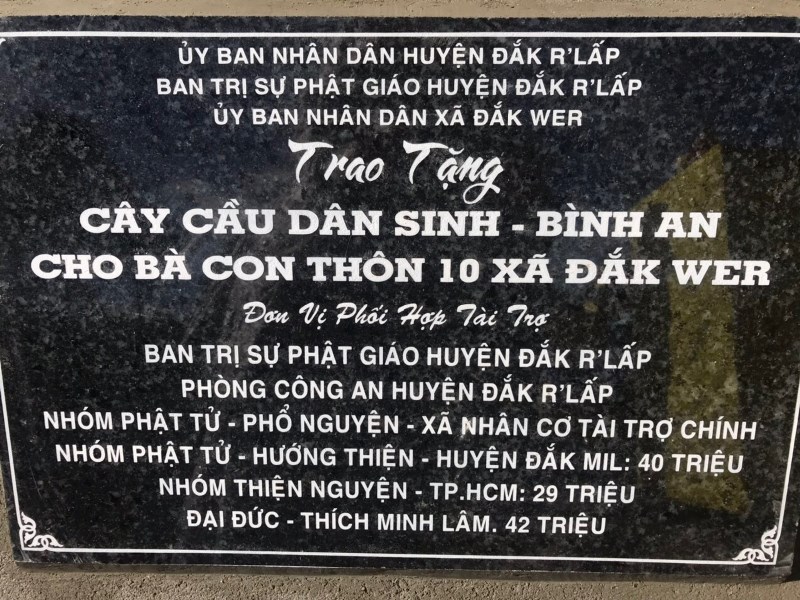 ỦY BAN NHÂN DÂN HUYỆN ĐẮK R'LẤP
BAN TRỊ SỰ PHẬT GIÁO HUYỆN ĐẮK R'LẤP
ỦY BAN NHÂN DÂN XÃ ĐẮK WER
Trao Tặng
CÂY CẦU DÂN SINH - BÌNH AN
CHO BÀ CON THÔN 10 XÃ ĐẮK WER
Đơn Vị Phối Hợp Tài Trợ
BAN TRỊ SỰ PHẬT GIÁO HUYỆN ĐẮK R'LẤP
PHÒNG CÔNG AN HUYỆN ĐẮK R'LẤP
NHÓM PHẬT TỬ - PHỔ NGUYỆN - XÃ NHÂN CƠ TÀI TRỢ CHÍNH
NHÓM PHẬT TỬ - HƯỚNG THIỆN - HUYỆN ĐẮK MIL: 40 TRIỆU
NHÓM THIỆN NGUYỆN - TP.HCM: 29 TRIỆU
ĐẠI ĐỨC - THÍCH MINH LÂM. 42 TRIỆU